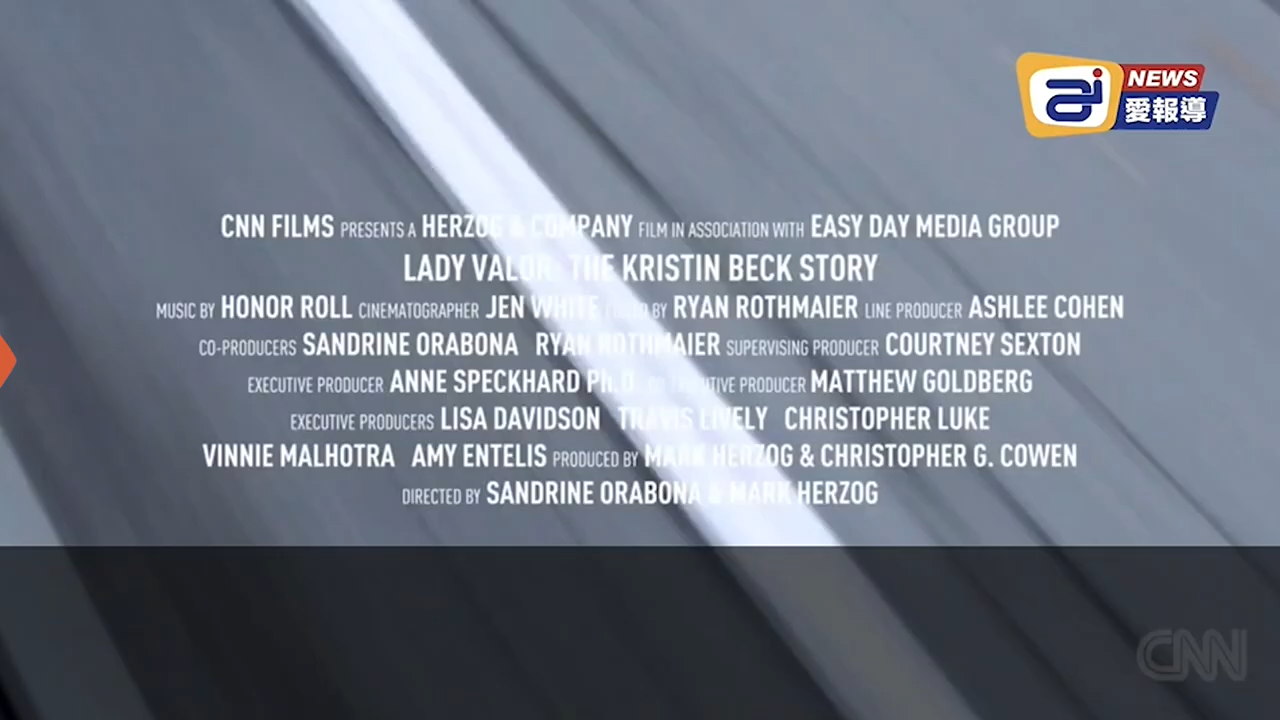 NEWS
愛報導
CNN FILMS PRESENTS A HERZOG & COMPANY FILM IN ASSOCIATION WITH EASY DAY MEDIA GROUP
LADY VALOR THE KRISTIN BECK STORY
MUSIC BY HONOR ROLL CINEMATOGRAPHER JEN WHITE EDITED BY RYAN ROTHMAIER LINE PRODUCER ASHLEE COHEN
CO-PRODUCERS SANDRINE ORABONA RYAN ROTHMAIER SUPERVISING PRODUCER COURTNEY SEXTON
EXECUTIVE PRODUCER ANNE SPECKHARD Ph.D. CO-EXECUTIVE PRODUCER MATTHEW GOLDBERG
EXECUTIVE PRODUCERS LISA DAVIDSON TRAVIS LIVELY CHRISTOPHER LUKE
VINNIE MALHOTRA AMY ENTELIS PRODUCED BY MARK HERZOG & CHRISTOPHER G. COWEN
DIRECTED BY SANDRINE ORABONA & MARK HERZOG
CNN